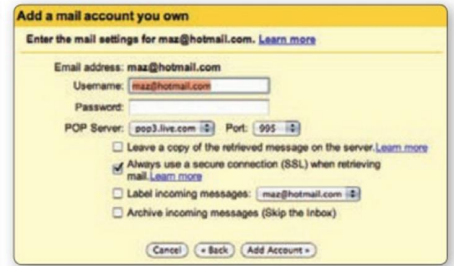 Add a mail account you own
Enter the mail settings for maz@hotmail.com. Learn more
Email address: maz@hotmail.com
Username: maz@hotmail.com
Password:
POP Server: pop3.live.com Port: 995
Leave a copy of the retrieved message on the server. Learn more
Always use a secure connection (SSL) when retrieving
mail. Learn more
Label incoming messages: maz@hotmail.com
Archive incoming messages (Skip the Inbox)
Cancel « Back Add Account »